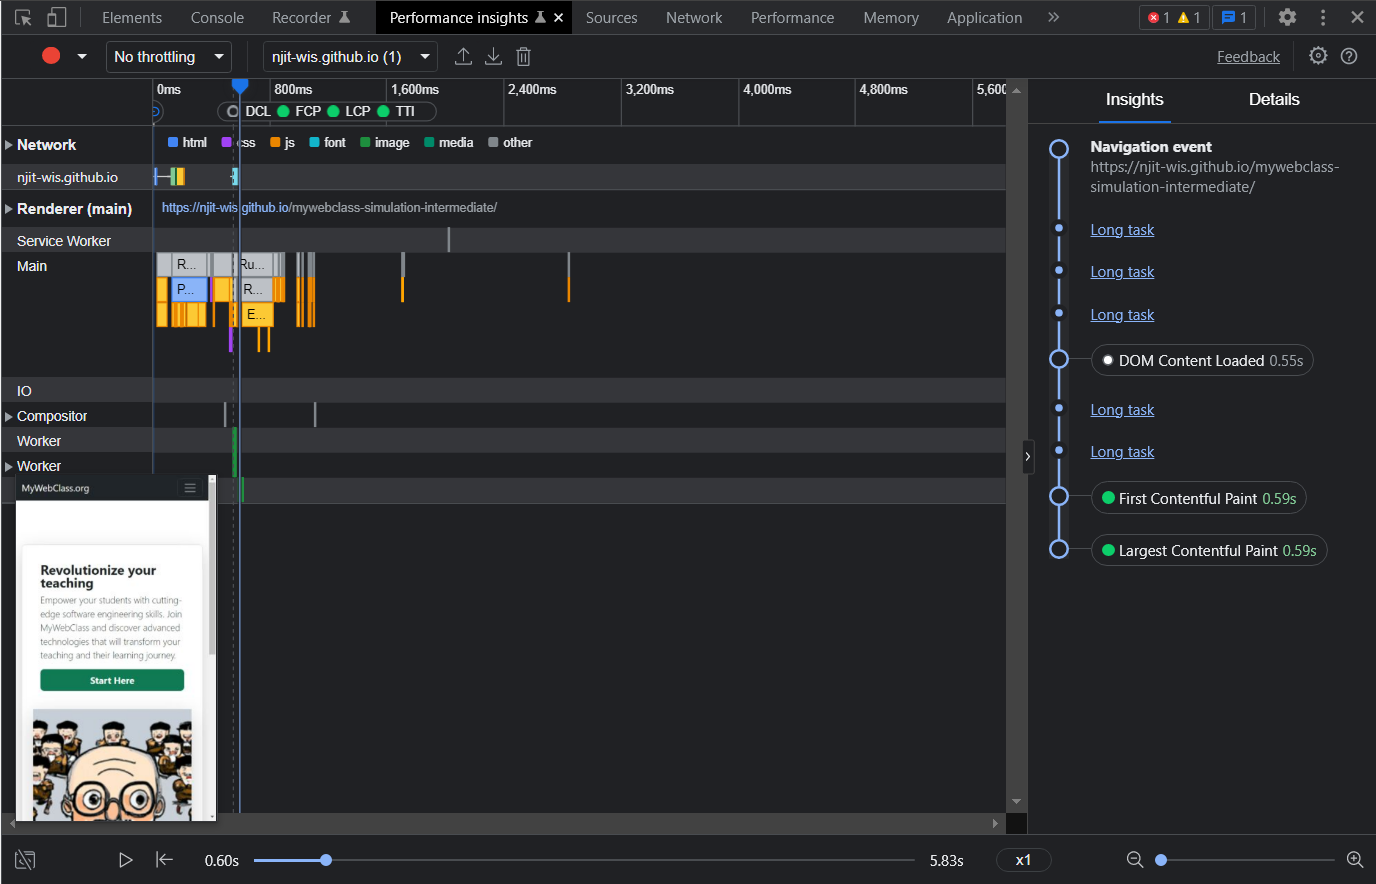 Elements Console Recorder Performance insights Sources Network Performance Memory Application 1 1 1
No throttling njit-wis.github.io (1) Feedback
0ms 800ms 1,600ms 2,400ms 3,200ms 4,000ms 4,800ms 5,600
DCL FCP LCP TTI
Network html css js font image media other
njit-wis.github.io
Renderer (main) https://njit-wis.github.io/mywebclass-simulation-intermediate/
Service Worker
Main R... Ru...
P... R...
E...
IO
Compositor
Worker
Worker
MyWebClass.org
Revolutionize your
teaching
Empower your students with cutting-
edge software engineering skills. Join
MyWebClass and discover advanced
technologies that will transform your
teaching and their learning journey.
Start Here
Insights Details
Navigation event
https://njit-wis.github.io/mywebclass-
simulation-intermediate/
Long task
Long task
Long task
DOM Content Loaded 0.55s
Long task
Long task
First Contentful Paint 0.59s
Largest Contentful Paint 0.59s
0.60s 5.83s x1